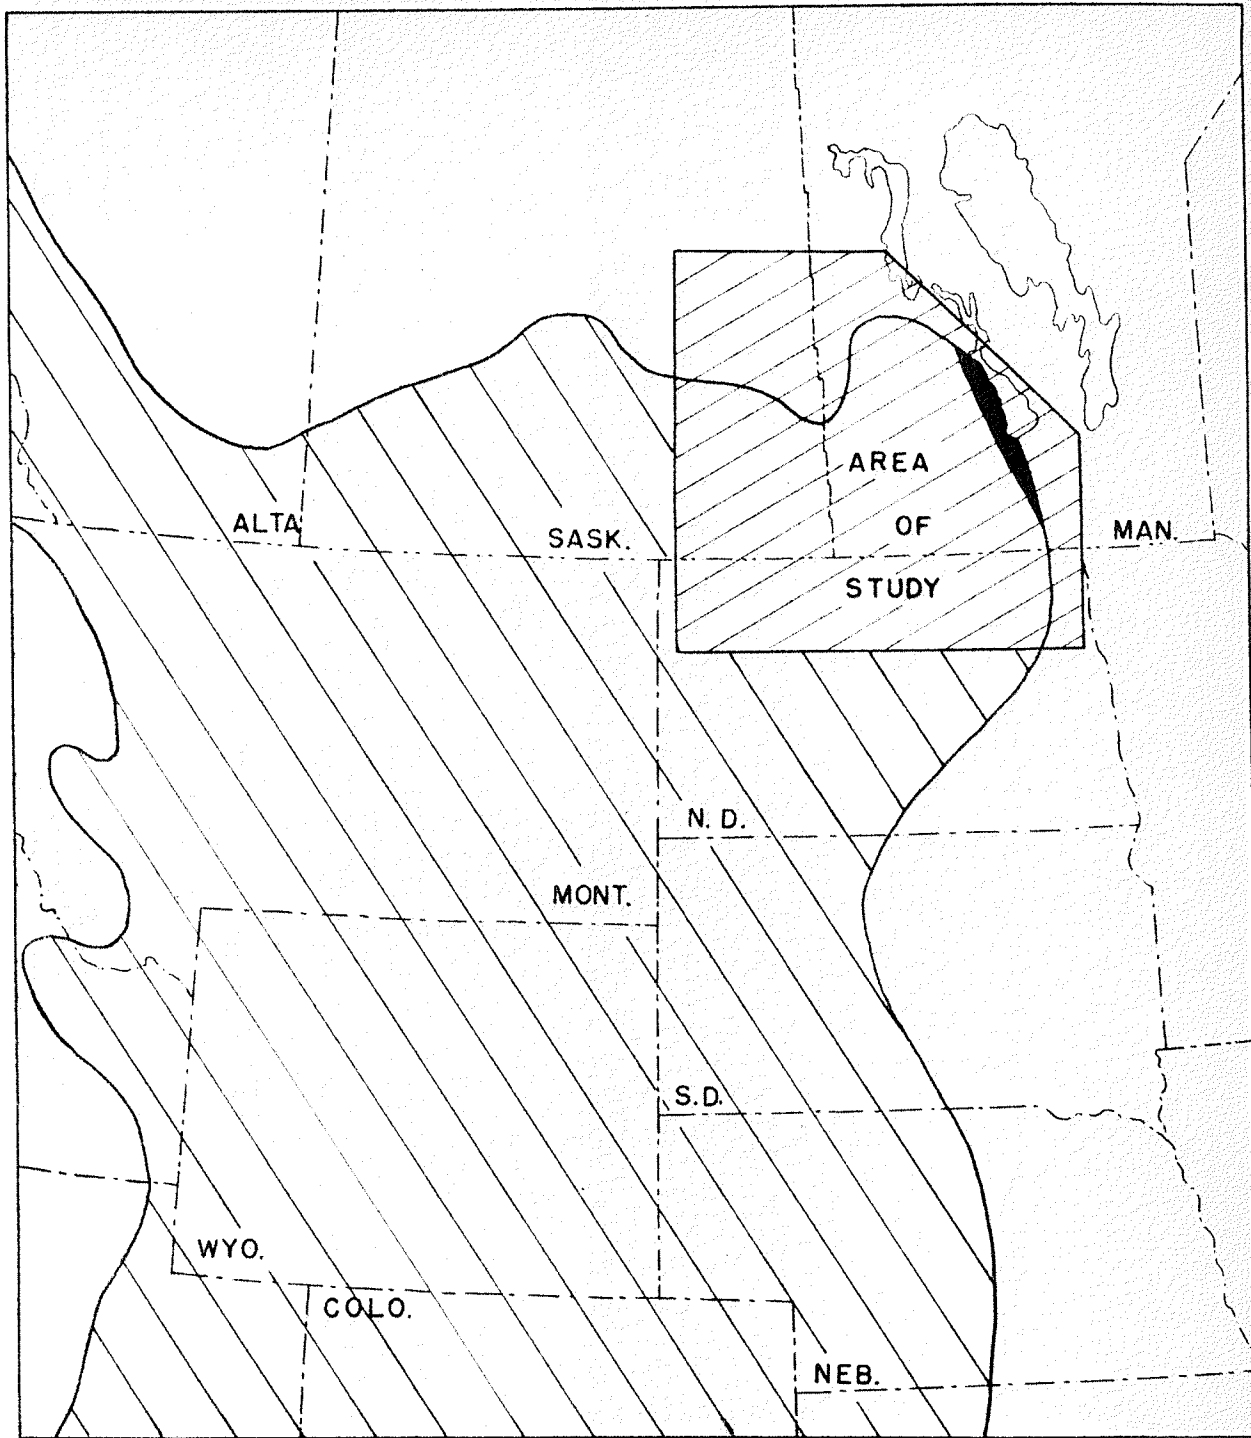 AREA
OF
STUDY
ALTA
SASK.
MAN.
N. D.
MONT.
S.D.
WYO.
COLO.
NEB.